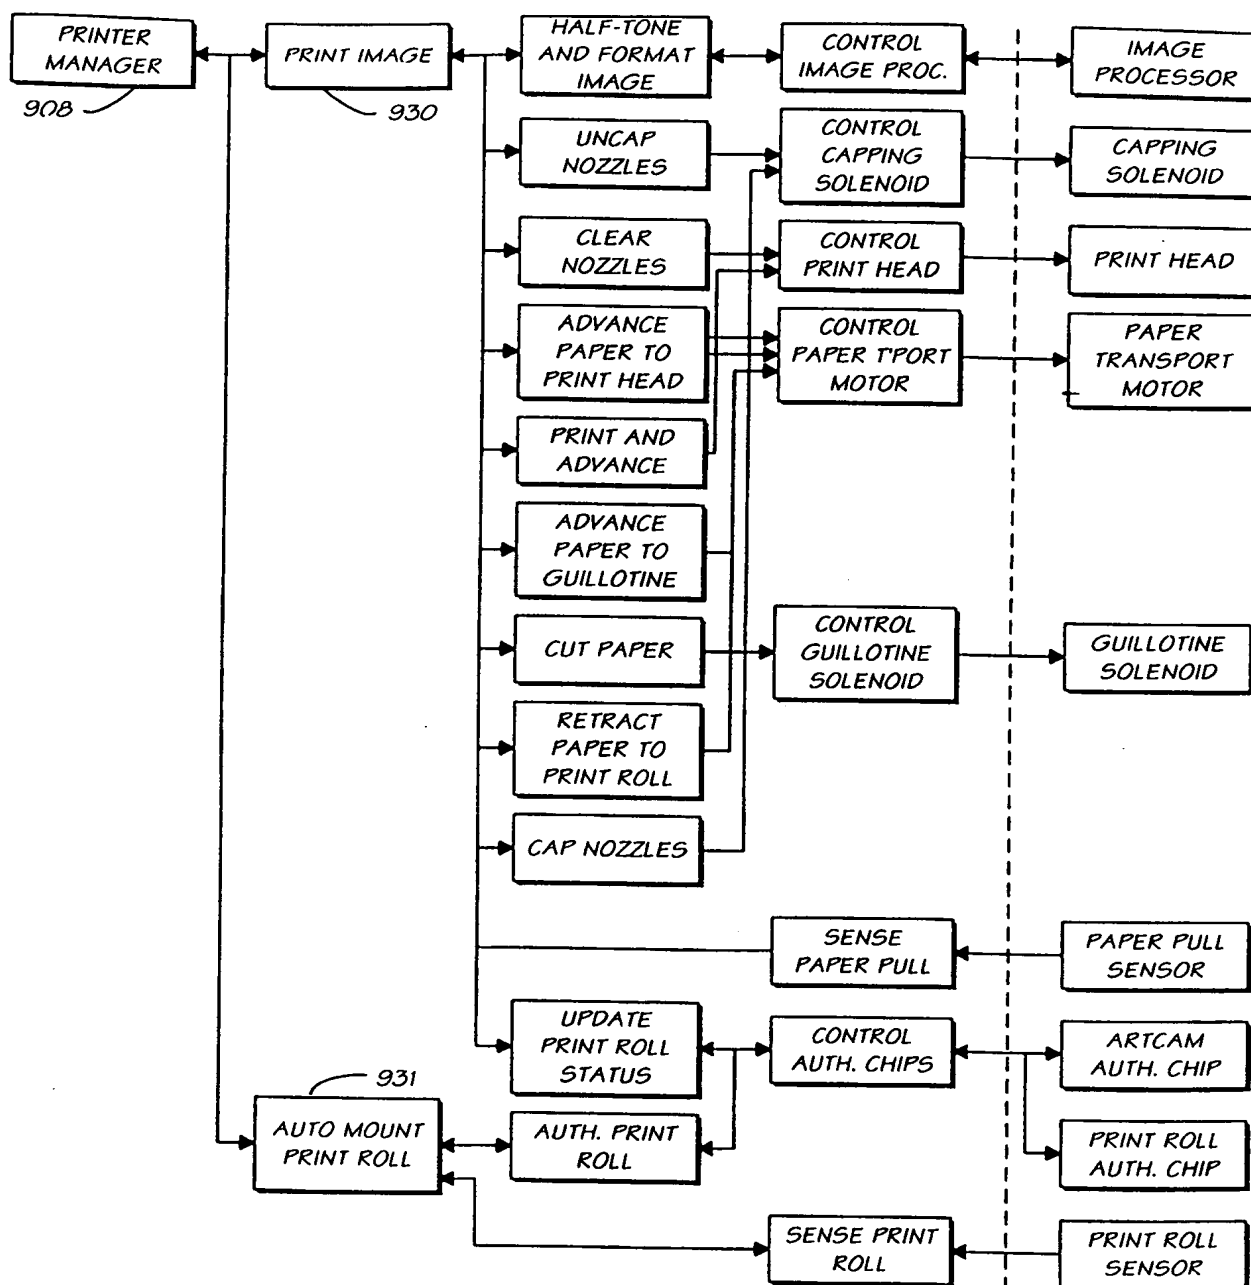 PRINTER
MANAGER
908
PRINT IMAGE
930
HALF-TONE
AND FORMAT
IMAGE
CONTROL
IMAGE PROC.
IMAGE
PROCESSOR
UNCAP
NOZZLES
CONTROL
CAPPING
SOLENOID
CAPPING
SOLENOID
CLEAR
NOZZLES
CONTROL
PRINT HEAD
PRINT HEAD
ADVANCE
PAPER TO
PRINT HEAD
CONTROL
PAPER T'PORT
MOTOR
PAPER
TRANSPORT
MOTOR
PRINT AND
ADVANCE
ADVANCE
PAPER TO
GUILLOTINE
CUT PAPER
CONTROL
GUILLOTINE
SOLENOID
GUILLOTINE
SOLENOID
RETRACT
PAPER TO
PRINT ROLL
CAP NOZZLES
SENSE
PAPER PULL
PAPER PULL
SENSOR
UPDATE
PRINT ROLL
STATUS
CONTROL
AUTH. CHIPS
ARTCAM
AUTH. CHIP
931
AUTO MOUNT
PRINT ROLL
AUTH. PRINT
ROLL
PRINT ROLL
AUTH. CHIP
SENSE PRINT
ROLL
PRINT ROLL
SENSOR